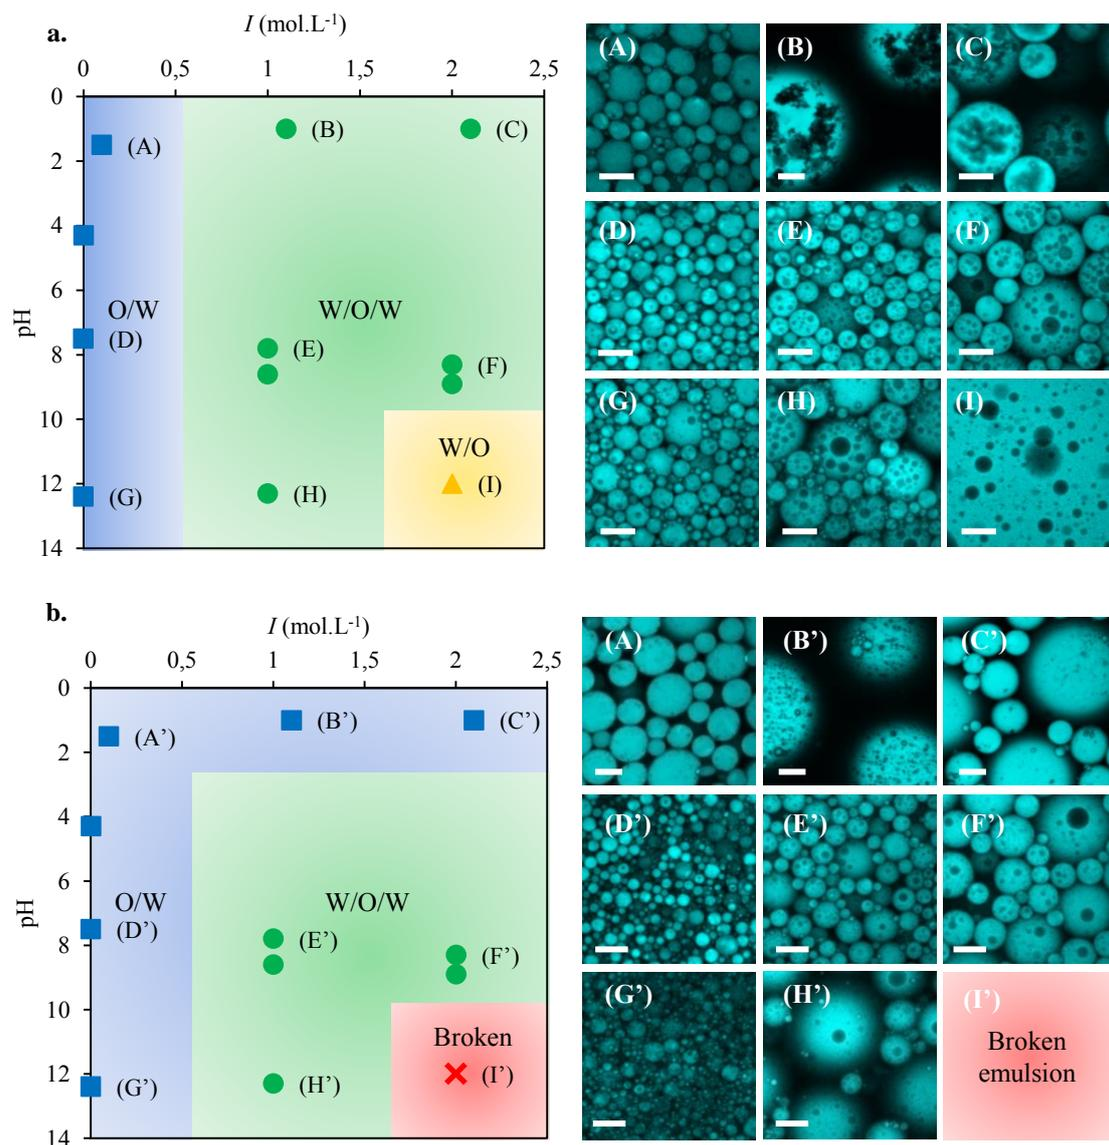 a.
I (mol.L-1)
0 0,5 1 1,5 2 2,5
0
2
4
6
8
10
12
14
pH
(A)
(B)
(C)
O/W
W/O/W
(D)
(E)
(F)
W/O
(G)
(H)
(I)
(A) (B) (C)
(D) (E) (F)
(G) (H) (I)
b.
I (mol.L-1)
0 0,5 1 1,5 2 2,5
0
2
4
6
8
10
12
14
pH
(A')
(B')
(C')
O/W
W/O/W
(D')
(E')
(F')
Broken
(G')
(H')
(I')
(A) (B') (C')
(D') (E') (F')
(G') (H') (I')
Broken
emulsion